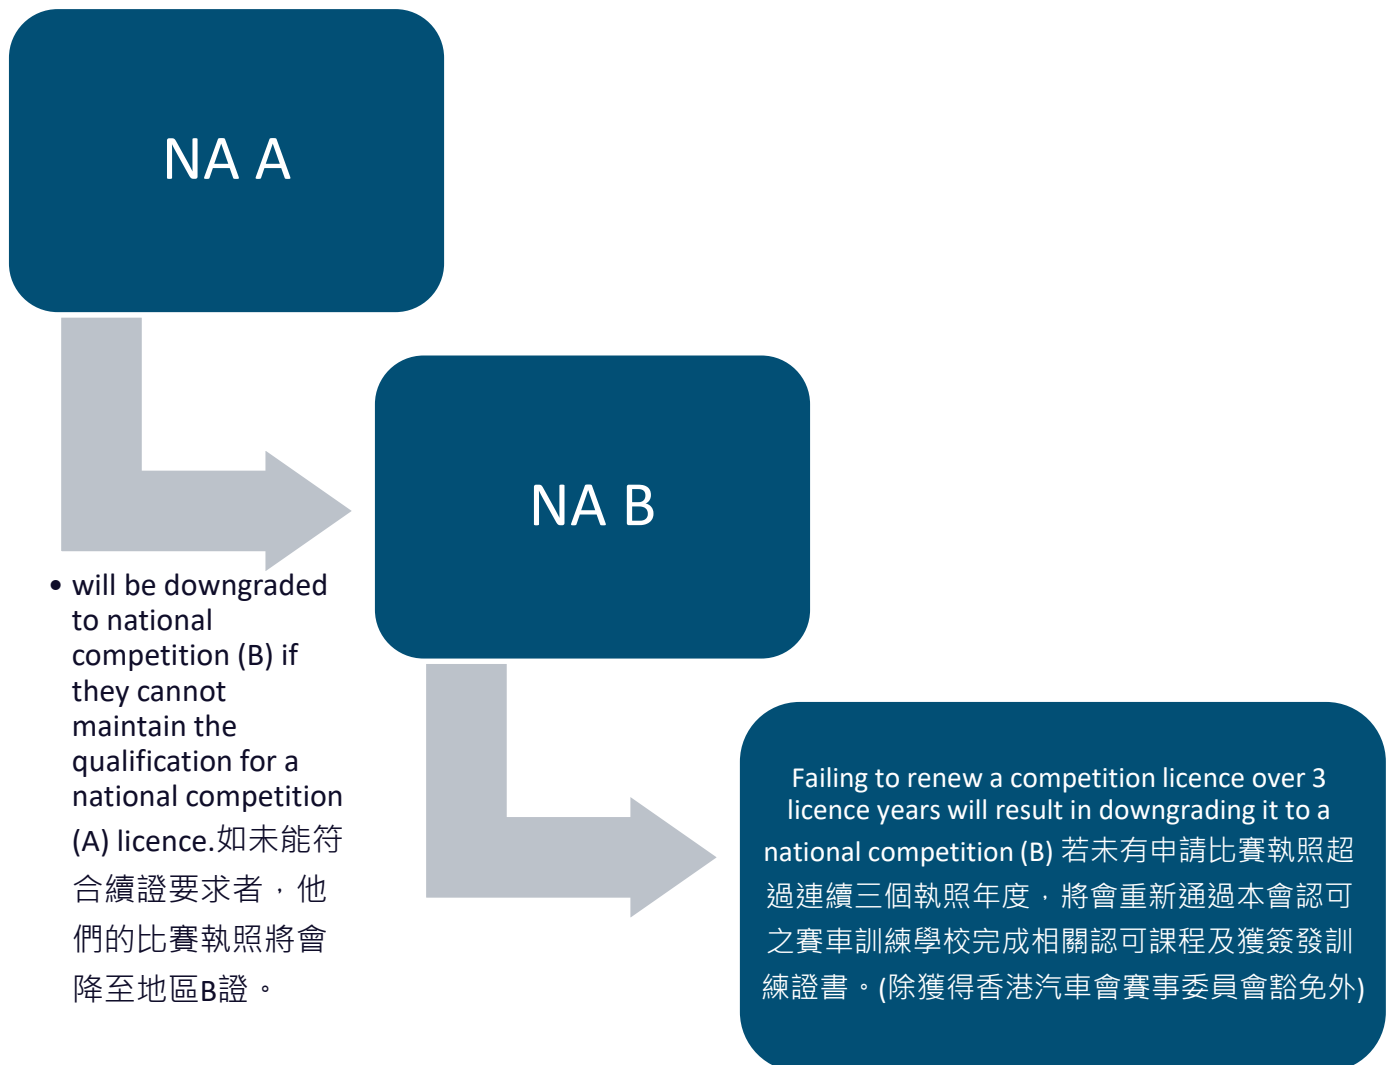 NA A
NA B
• will be downgraded
to national
competition (B) if
they cannot
maintain the
qualification for a
national competition
(A) licence.如未能符
合續證要求者，他
們的比賽執照將會
降至地區B證。
Failing to renew a competition licence over 3
licence years will result in downgrading it to a
national competition (B) 若未有申請比賽執照超
過連續三個執照年度，將會重新通過本會認可
之賽車訓練學校完成相關認可課程及獲簽發訓
練證書。(除獲得香港汽車會賽事委員會豁免外)